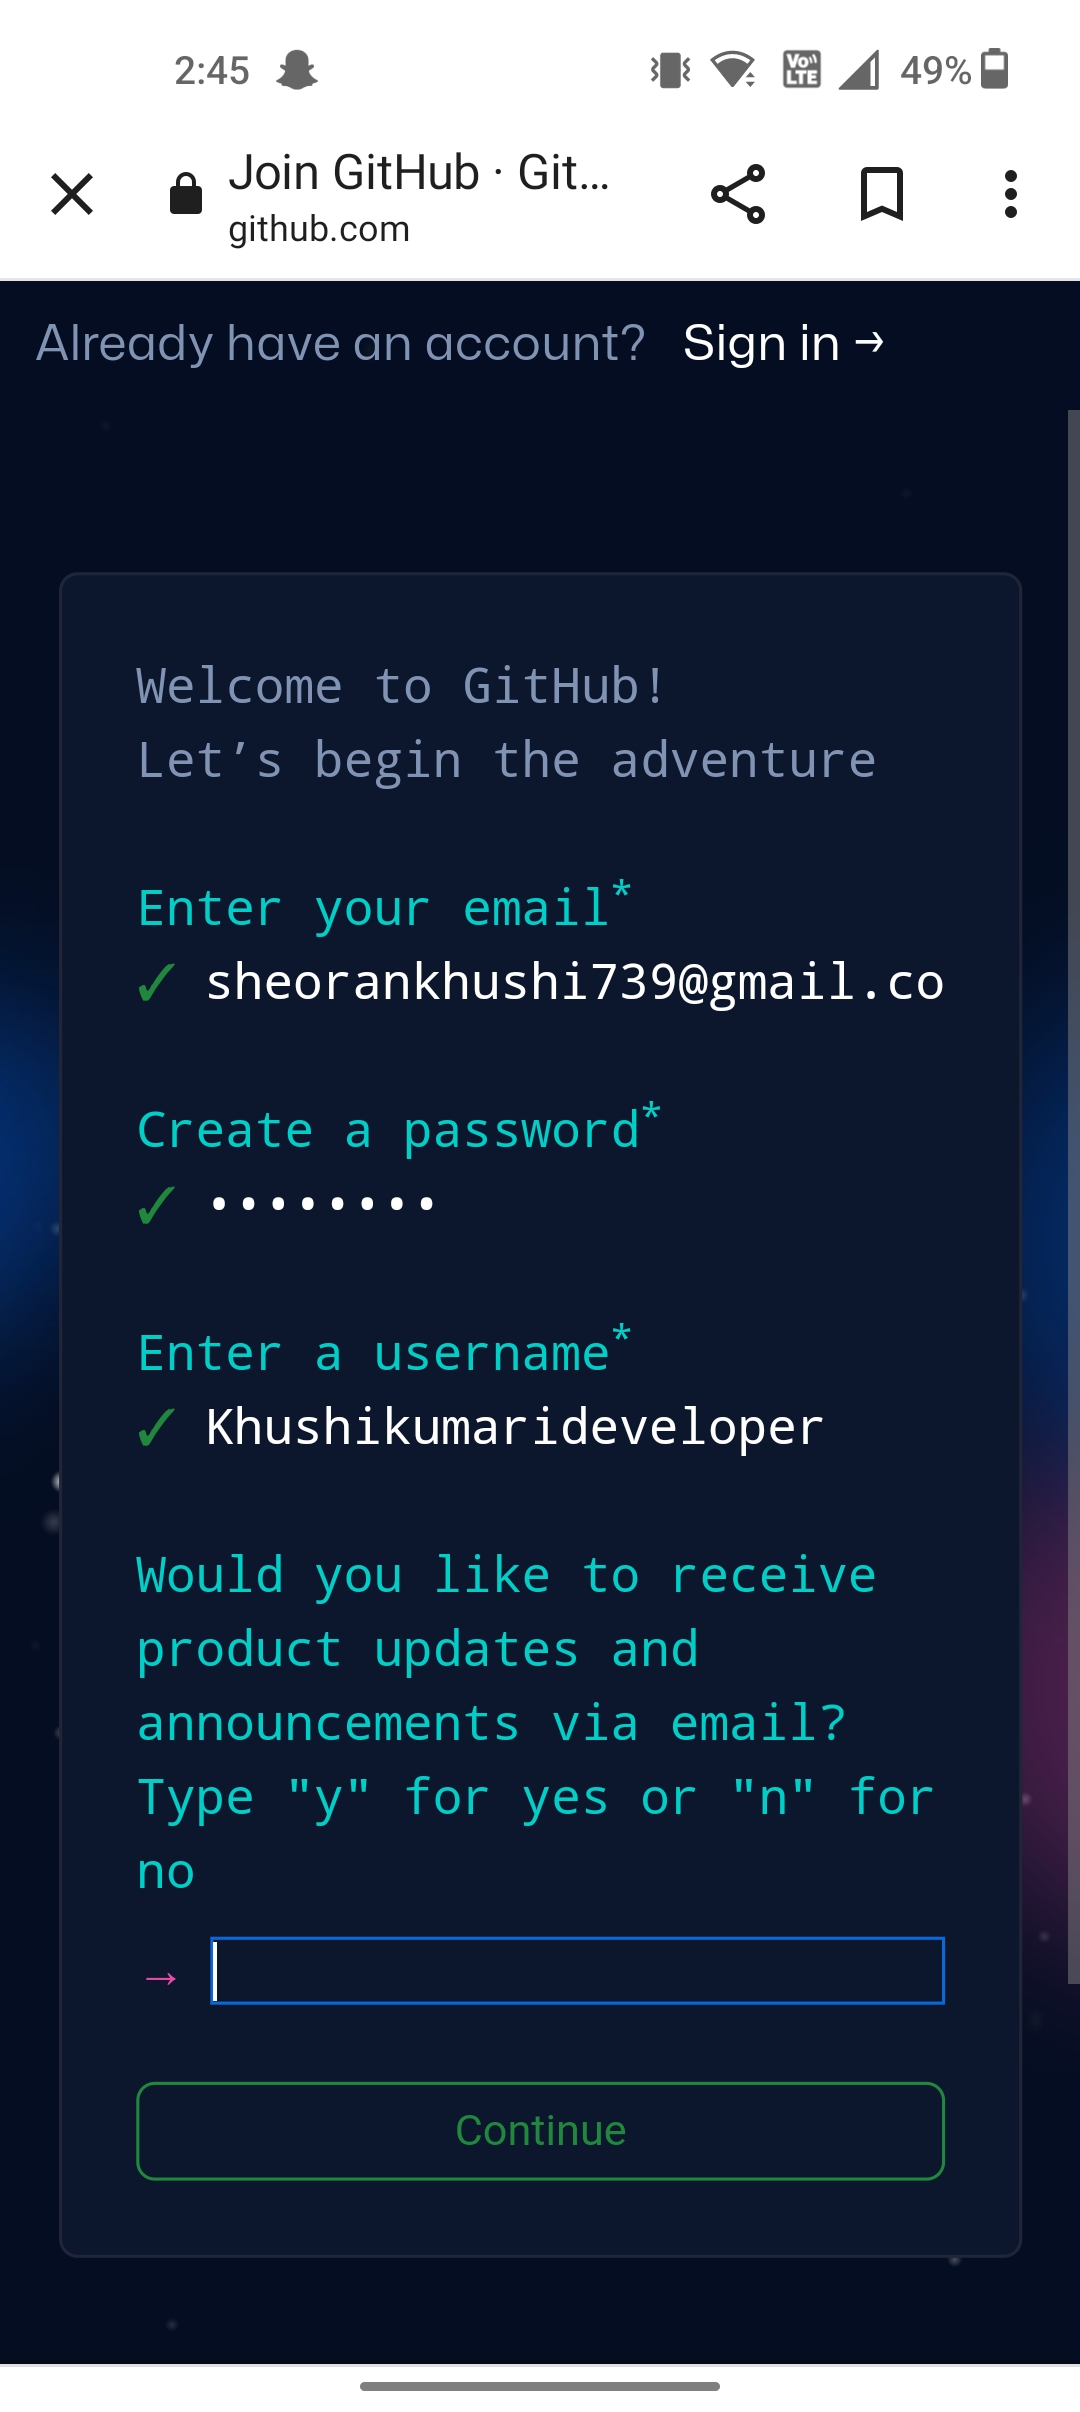 2:45
Vo)) LTE
49%
Join GitHub · Git...
github.com
Already have an account? Sign in →
Welcome to GitHub!
Let’s begin the adventure
Enter your email*
✓ sheorankhushi739@gmail.co
Create a password*
✓ ••••••••
Enter a username*
✓ Khushikumarideveloper
Would you like to receive
product updates and
announcements via email?
Type "y" for yes or "n" for
no
→
Continue